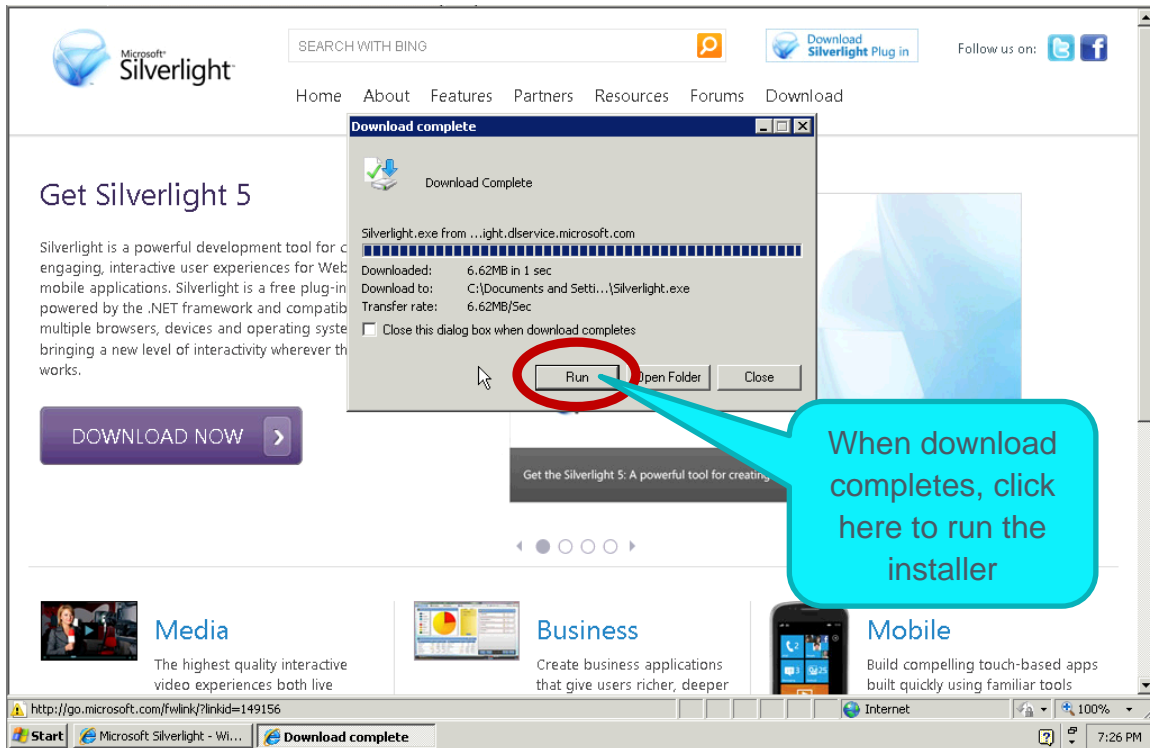 Microsoft
Silverlight
SEARCH WITH BING
Download
Silverlight Plug in
Follow us on:
Home About Features Partners Resources Forums Download
Download complete
Download Complete
Silverlight.exe from ...ight.dlservice.microsoft.com
Downloaded: 6.62MB in 1 sec
Download to: C:\Documents and Setti...\Silverlight.exe
Transfer rate: 6.62MB/Sec
Close this dialog box when download completes
Run Open Folder Close
Get Silverlight 5
Silverlight is a powerful development tool for c
engaging, interactive user experiences for Web
mobile applications. Silverlight is a free plug-in
powered by the .NET framework and compatib
multiple browsers, devices and operating syste
bringing a new level of interactivity wherever th
works.
DOWNLOAD NOW
Get the Silverlight 5: A powerful tool for creating
When download
completes, click
here to run the
installer
Media
The highest quality interactive
video experiences both live
Business
Create business applications
that give users richer, deeper
Mobile
Build compelling touch-based apps
built quickly using familiar tools
http://go.microsoft.com/fwlink/?linkid=149156
Internet
100%
Start
Microsoft Silverlight - Wi...
Download complete
7:26 PM